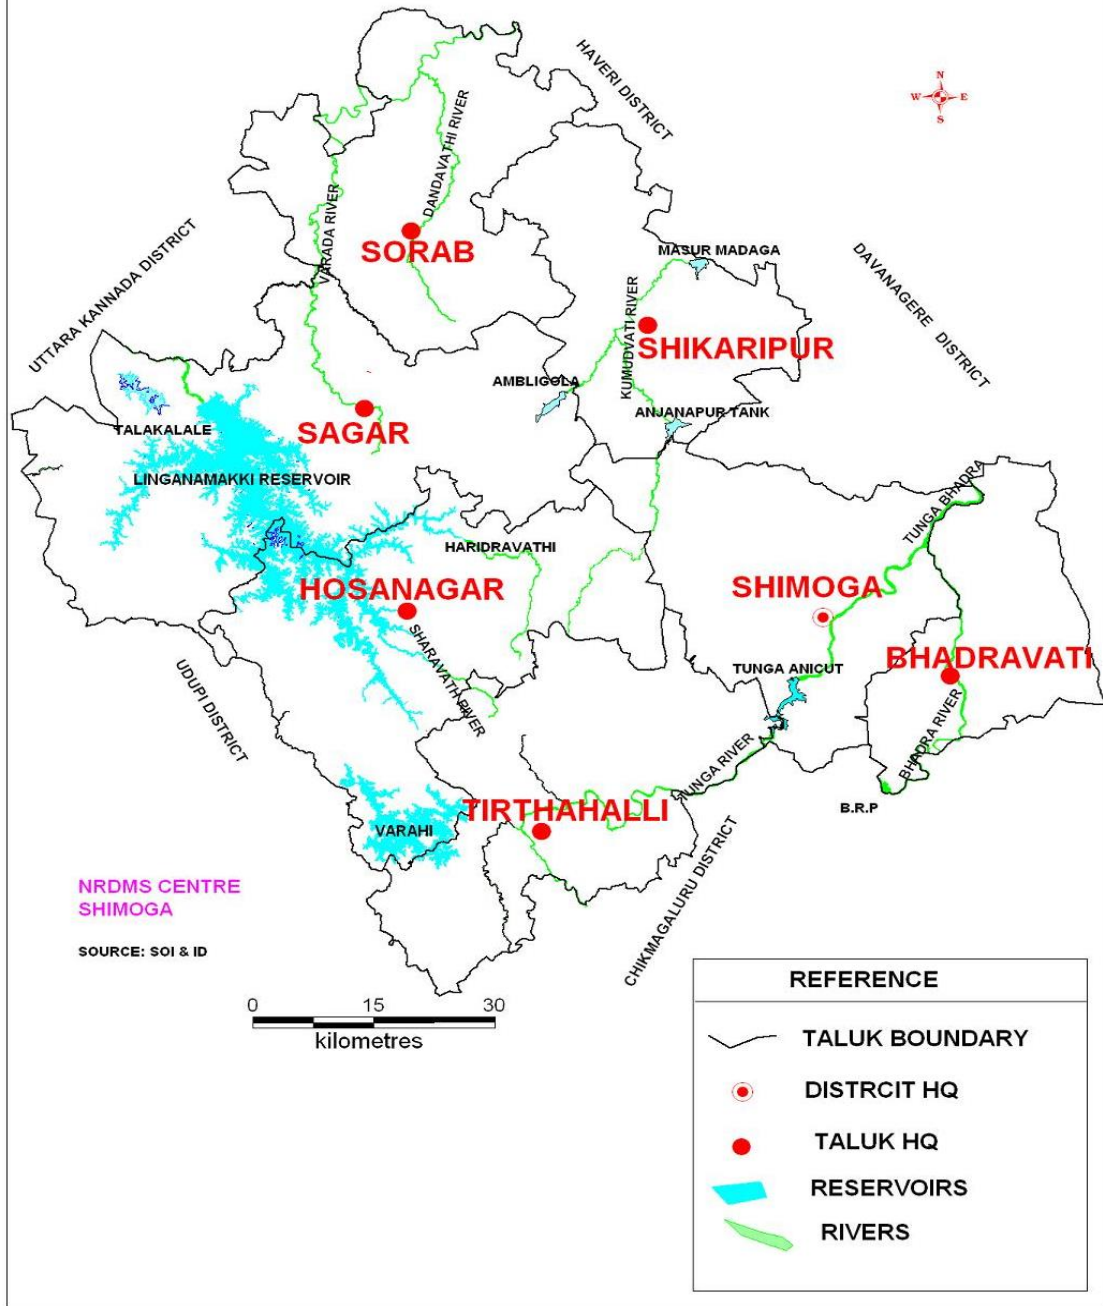 HAVERI DISTRICT
N
W E
S
DANDAVATHI RIVER
VARADA RIVER
SORAB
UTTARA KANNADA DISTRICT
MASUR MADAGA
DAVANAGERE DISTRICT
KUMUDVATI RIVER
SHIKARIPUR
AMBLIGOLA
ANJANAPUR TANK
SAGAR
TALAKALALE
LINGANAMAKKI RESERVOIR
TUNGA BHADRA
HARIDRAVATHI
HOSANAGAR
SHIMOGA
SHARAVATHI RIVER
UDUPI DISTRICT
TUNGA ANICUT
BHADRAVATI
BHADRA RIVER
TUNGA RIVER
B.R.P
TIRTHAHALLI
VARAHI
CHIKMAGALURU DISTRICT
NRDMS CENTRE
SHIMOGA
SOURCE: SOI & ID
0 15 30
kilometres
REFERENCE
TALUK BOUNDARY
DISTRCIT HQ
TALUK HQ
RESERVOIRS
RIVERS